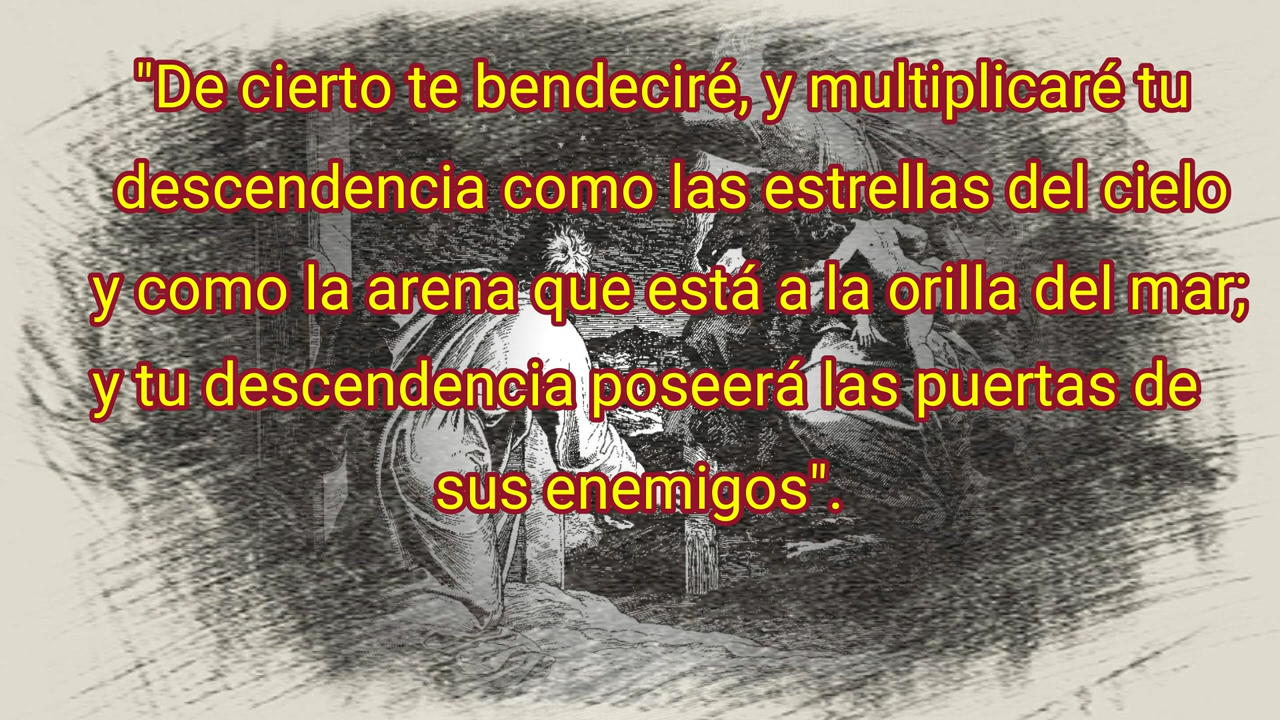 "De cierto te bendeciré, y multiplicaré tu
descendencia como las estrellas del cielo
y como la arena que está a la orilla del mar;
y tu descendencia poseerá las puertas de
sus enemigos".